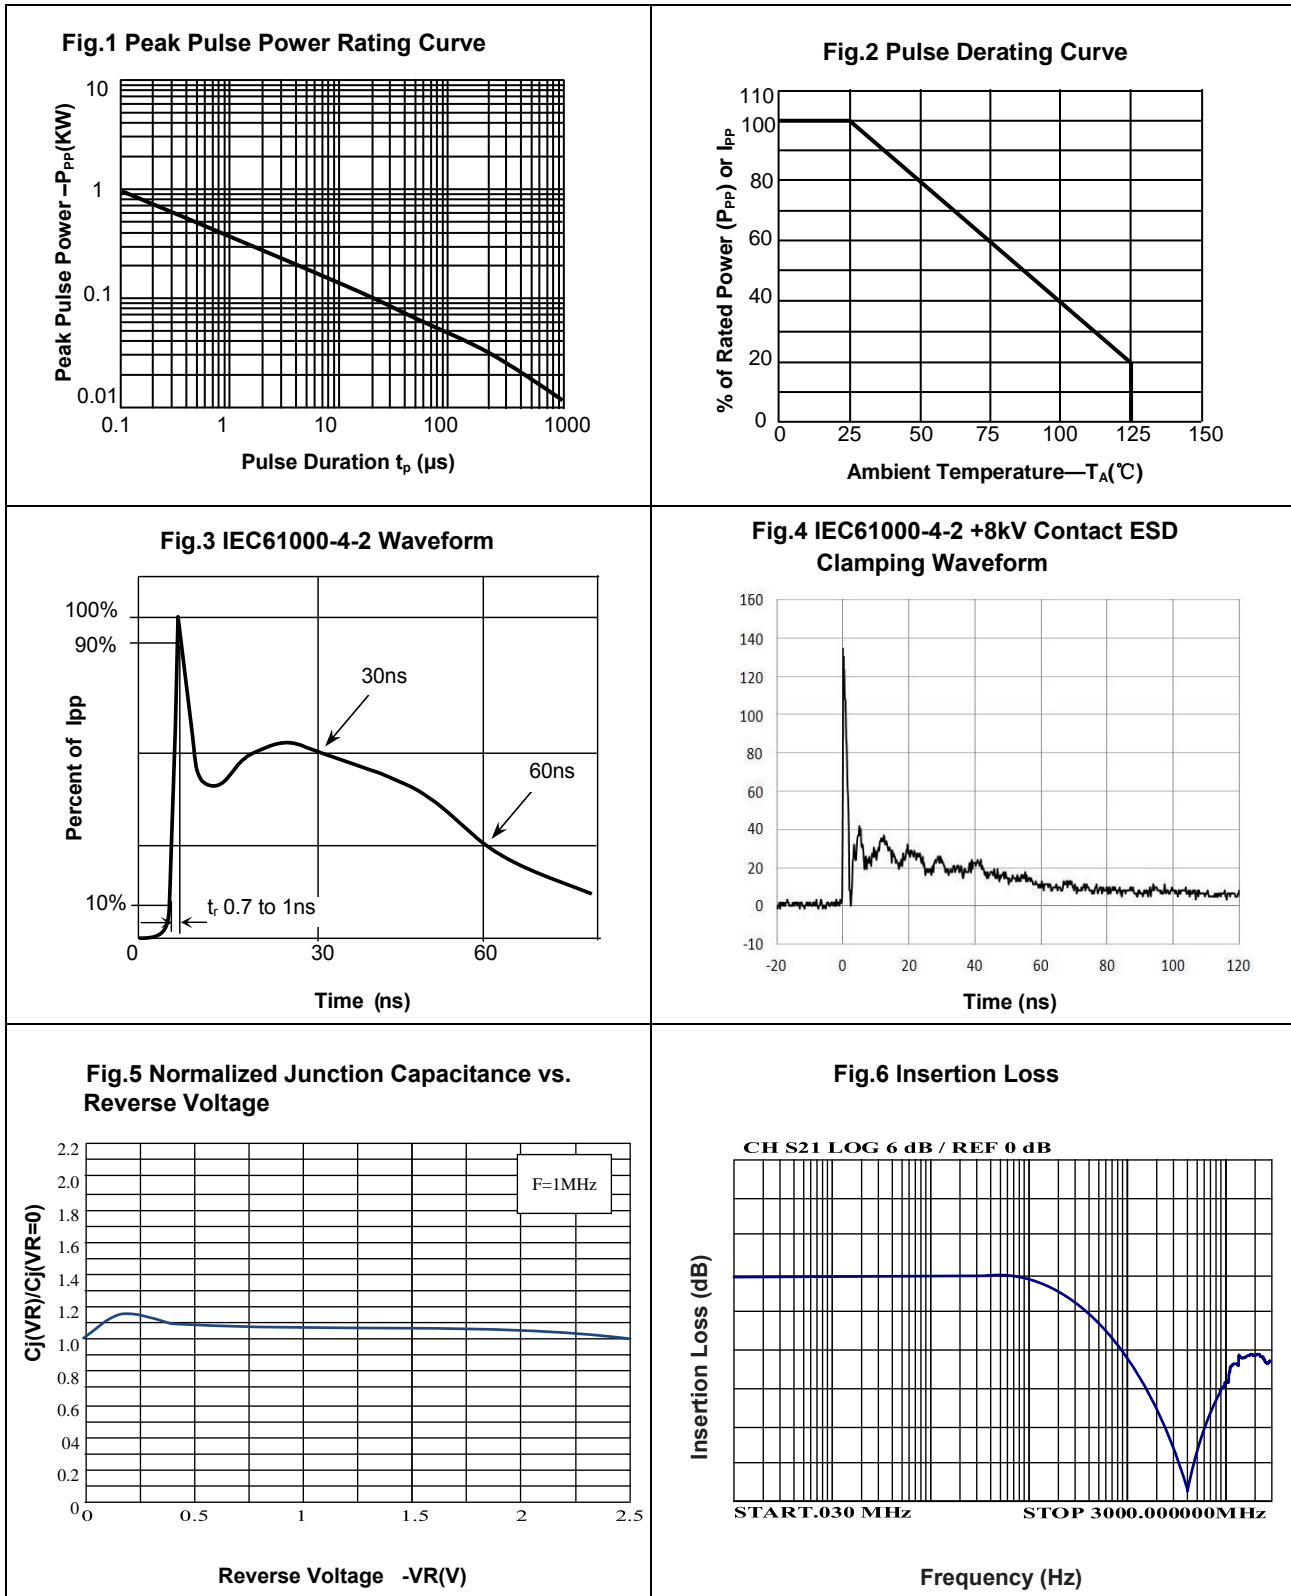 Fig.1 Peak Pulse Power Rating Curve
Peak Pulse Power –PPP(KW)
10
1
0.1
0.01
0.1 1 10 100 1000
Pulse Duration tp (µs)
Fig.2 Pulse Derating Curve
% of Rated Power (PPP) or IPP
110
100
80
60
40
20
0
0 25 50 75 100 125 150
Ambient Temperature—TA(℃)
Fig.3 IEC61000-4-2 Waveform
Percent of Ipp
100%
90%
10%
30ns
60ns
tr 0.7 to 1ns
0 30 60
Time (ns)
Fig.4 IEC61000-4-2 +8kV Contact ESD
Clamping Waveform
160
140
120
100
80
60
40
20
0
-10
-20 0 20 40 60 80 100 120
Time (ns)
Fig.5 Normalized Junction Capacitance vs.
Reverse Voltage
Cj(VR)/Cj(VR=0)
2.2
2.0
1.8
1.6
1.4
1.2
1.0
0.8
0.6
04
0.2
0
F=1MHz
0 0.5 1 1.5 2 2.5
Reverse Voltage -VR(V)
Fig.6 Insertion Loss
CH S21 LOG 6 dB / REF 0 dB
Insertion Loss (dB)
START.030 MHz STOP 3000.000000MHz
Frequency (Hz)